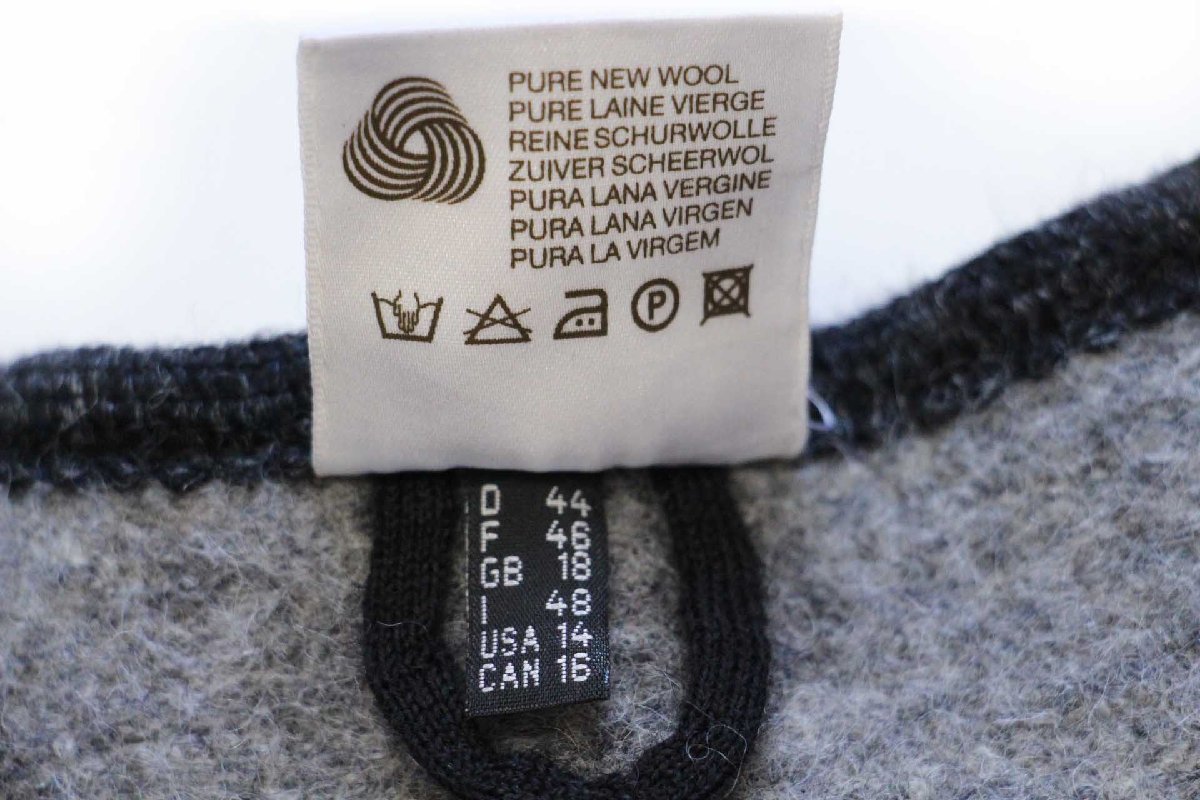 PURE NEW WOOL
PURE LAINE VIERGE
REINE SCHURWOLLE
ZUIVER SCHEERWOL
PURA LANA VERGINE
PURA LANA VIRGEN
PURA LA VIRGEM
P
D 44
F 46
GB 18
I 48
USA 14
CAN 16